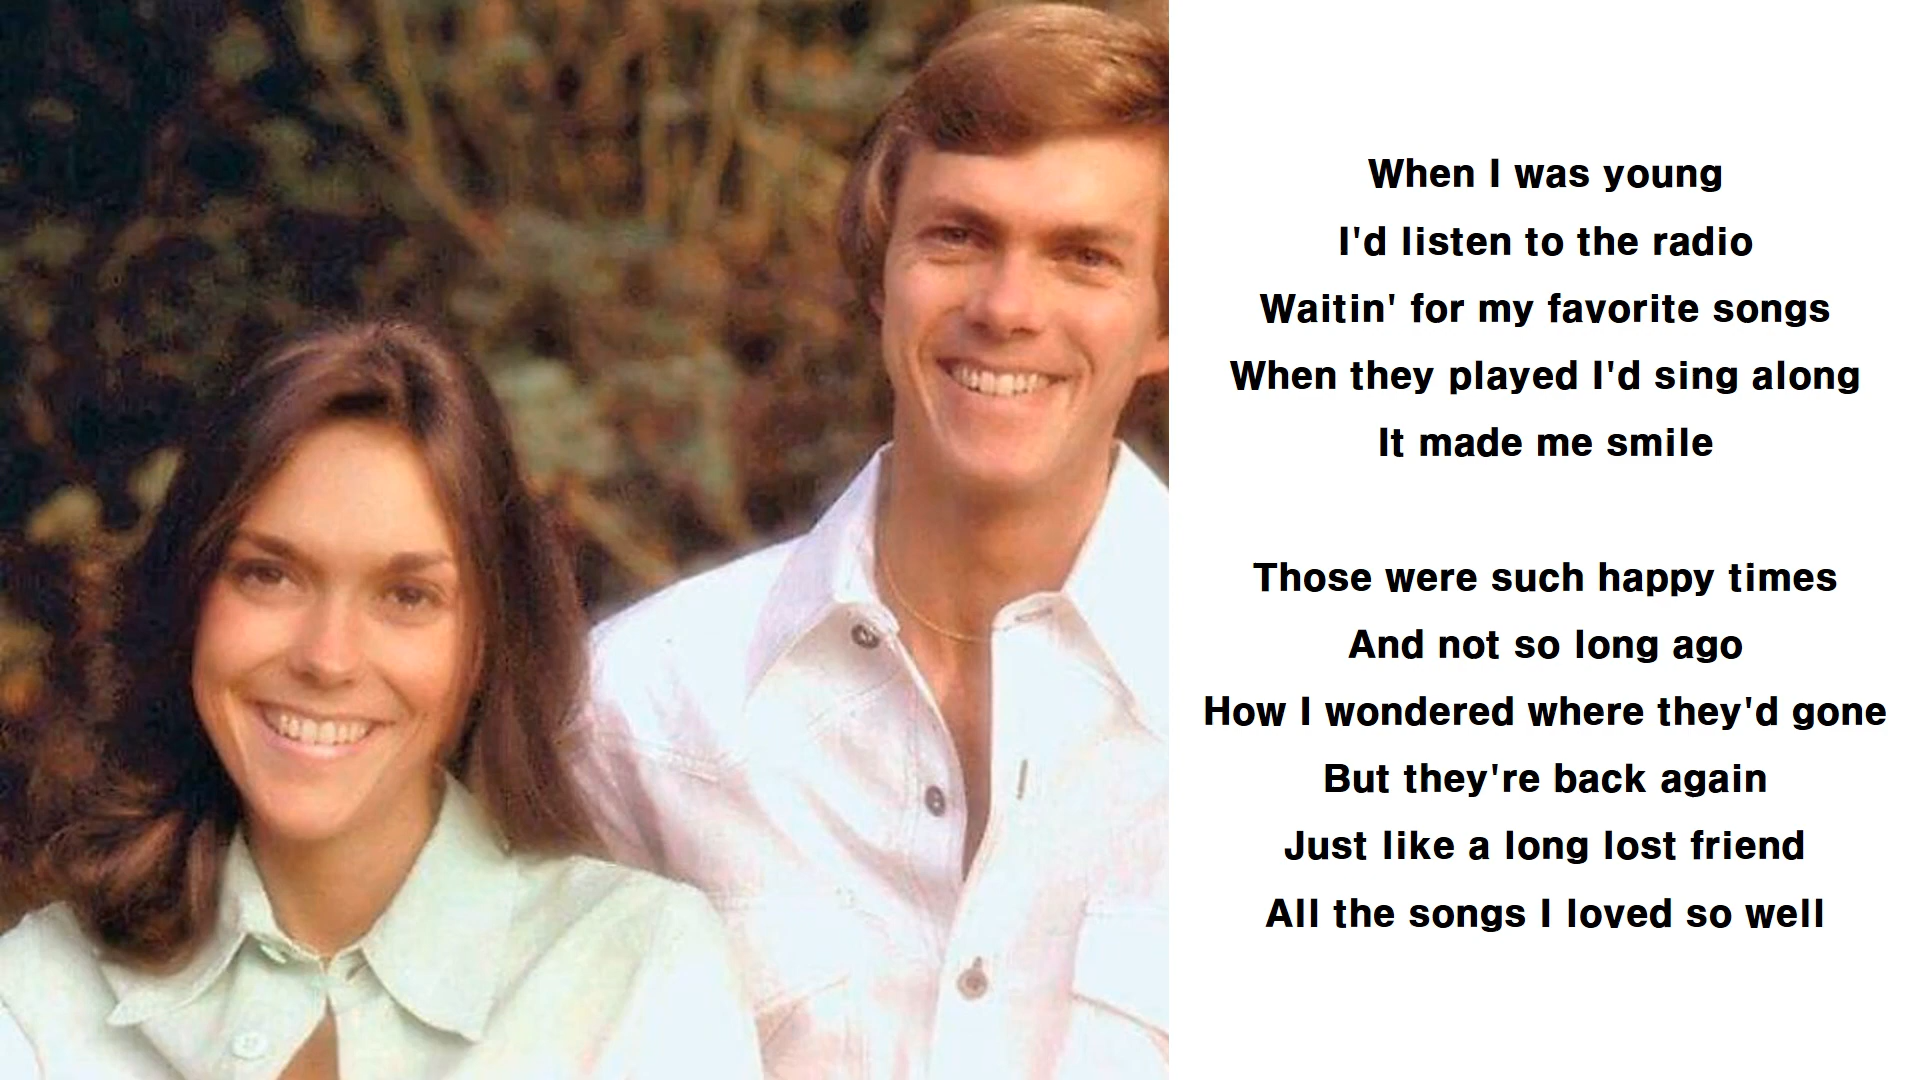 When I was young
I'd listen to the radio
Waitin' for my favorite songs
When they played I'd sing along
It made me smile
Those were such happy times
And not so long ago
How I wondered where they'd gone
But they're back again
Just like a long lost friend
All the songs I loved so well